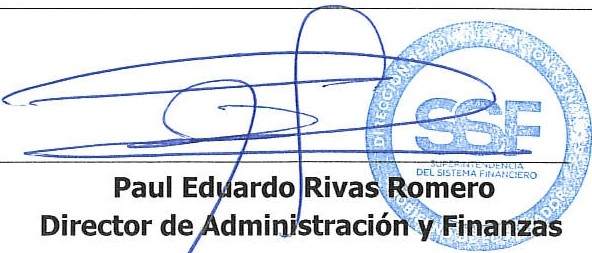 SSF
SUPERINTENDENCIA
DEL SISTEMA FINANCIERO
Paul Eduardo Rivas Romero
Director de Administración y Finanzas